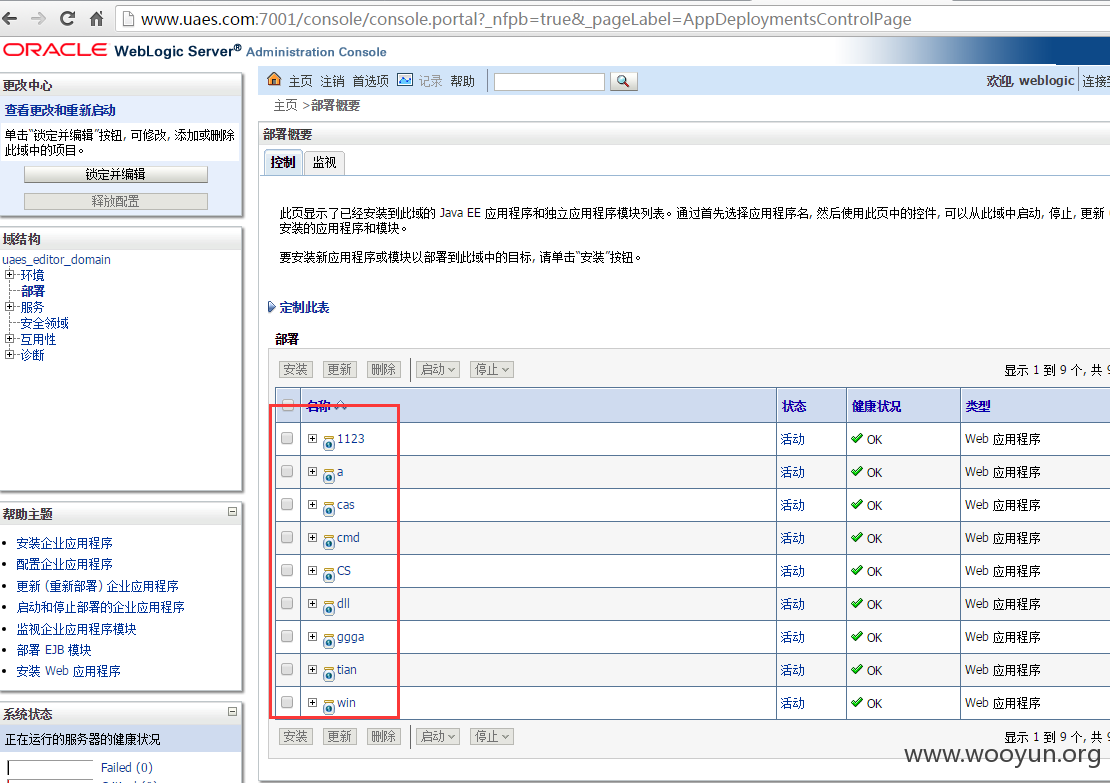 www.uaes.com:7001/console/console.portal?_nfpb=true&_pageLabel=AppDeploymentsControlPage
ORACLE WebLogic Server® Administration Console
更改中心
查看更改和重新启动
单击“锁定并编辑”按钮, 可修改, 添加或删除
此域中的项目。
锁定并编辑
释放配置
域结构
uaes_editor_domain
环境
部署
服务
安全领域
互用性
诊断
帮助主题
安装企业应用程序
配置企业应用程序
更新 (重新部署) 企业应用程序
启动和停止部署的企业应用程序
监视企业应用程序模块
部署 EJB 模块
安装 Web 应用程序
系统状态
正在运行的服务器的健康状况
Failed (0)
主页 注销 首选项 记录 帮助
欢迎, weblogic 连接到
主页 >部署概要
部署概要
控制 监视
此页显示了已经安装到此域的 Java EE 应用程序和独立应用程序模块列表。通过首先选择应用程序名, 然后使用此页中的控件, 可以从此域中启动, 停止, 更新 (
安装的应用程序和模块。
要安装新应用程序或模块以部署到此域中的目标, 请单击“安装”按钮。
定制此表
部署
安装 更新 删除 启动 停止 显示 1 到 9 个, 共 9
名称 状态 健康状况 类型
1123 活动 OK Web 应用程序
a 活动 OK Web 应用程序
cas 活动 OK Web 应用程序
cmd 活动 OK Web 应用程序
CS 活动 OK Web 应用程序
dll 活动 OK Web 应用程序
ggga 活动 OK Web 应用程序
tian 活动 OK Web 应用程序
win 活动 OK Web 应用程序
安装 更新 删除 启动 停止 显示 1 到 9 个, 共 9
www.wooyun.org